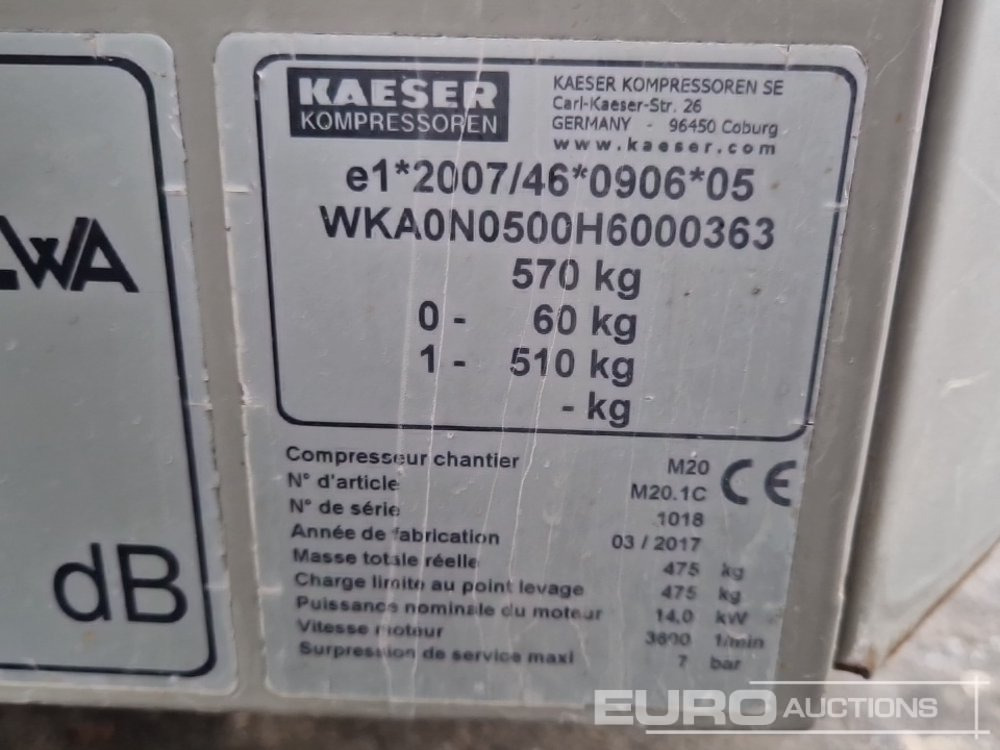 LWA
dB
KAESER
KOMPRESSOREN
KAESER KOMPRESSOREN SE
Carl-Kaeser-Str. 26
GERMANY - 96450 Coburg
www.kaeser.com
e1*2007/46*0906*05
WKA0N0500H6000363
570 kg
0 - 60 kg
1 - 510 kg
- kg
Compresseur chantier M20
N° d'article M20.1C
N° de série 1018
Année de fabrication 03 / 2017
Masse totale réelle 475 kg
Charge limite au point levage 475 kg
Puissance nominale du moteur 14,0 kW
Vitesse moteur 3600 1/min
Surpression de service maxi 7 bar
CE
EURO AUCTIONS